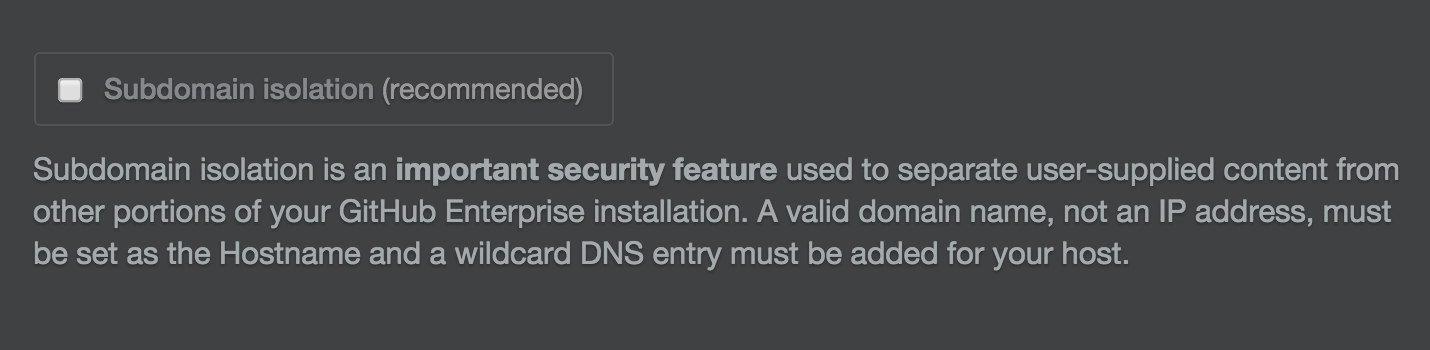 Subdomain isolation (recommended)
Subdomain isolation is an important security feature used to separate user-supplied content from
other portions of your GitHub Enterprise installation. A valid domain name, not an IP address, must
be set as the Hostname and a wildcard DNS entry must be added for your host.